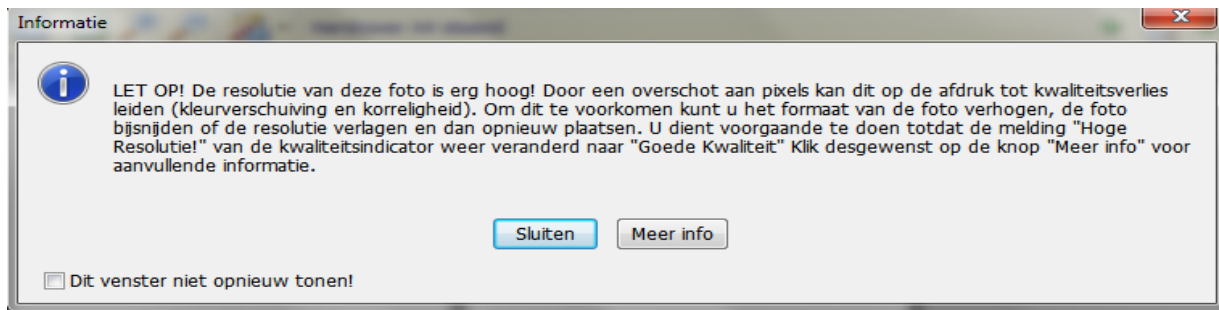 Informatie
LET OP! De resolutie van deze foto is erg hoog! Door een overschot aan pixels kan dit op de afdruk tot kwaliteitsverlies
leiden (kleurverschuiving en korreligheid). Om dit te voorkomen kunt u het formaat van de foto verhogen, de foto
bijsnijden of de resolutie verlagen en dan opnieuw plaatsen. U dient voorgaande te doen totdat de melding "Hoge
Resolutie!" van de kwaliteitsindicator weer veranderd naar "Goede Kwaliteit" Klik desgewenst op de knop "Meer info" voor
aanvullende informatie.
Sluiten Meer info
Dit venster niet opnieuw tonen!